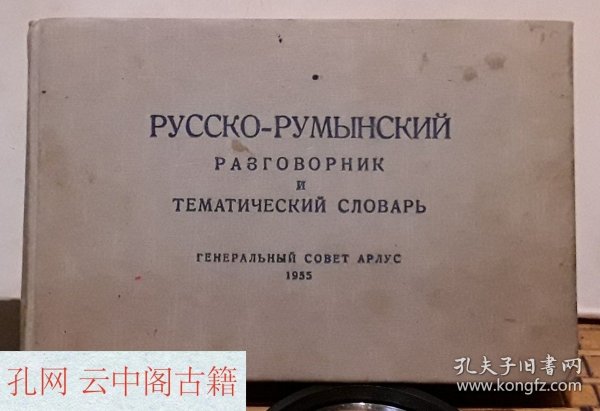 РУССКО-РУМЫНСКИЙ
РАЗГОВОРНИК
И
ТЕМАТИЧЕСКИЙ СЛОВАРЬ
ГЕНЕРАЛЬНЫЙ СОВЕТ АРЛУС
1955
孔网 云中阁古籍
孔夫子旧书网
www.kongfz.com